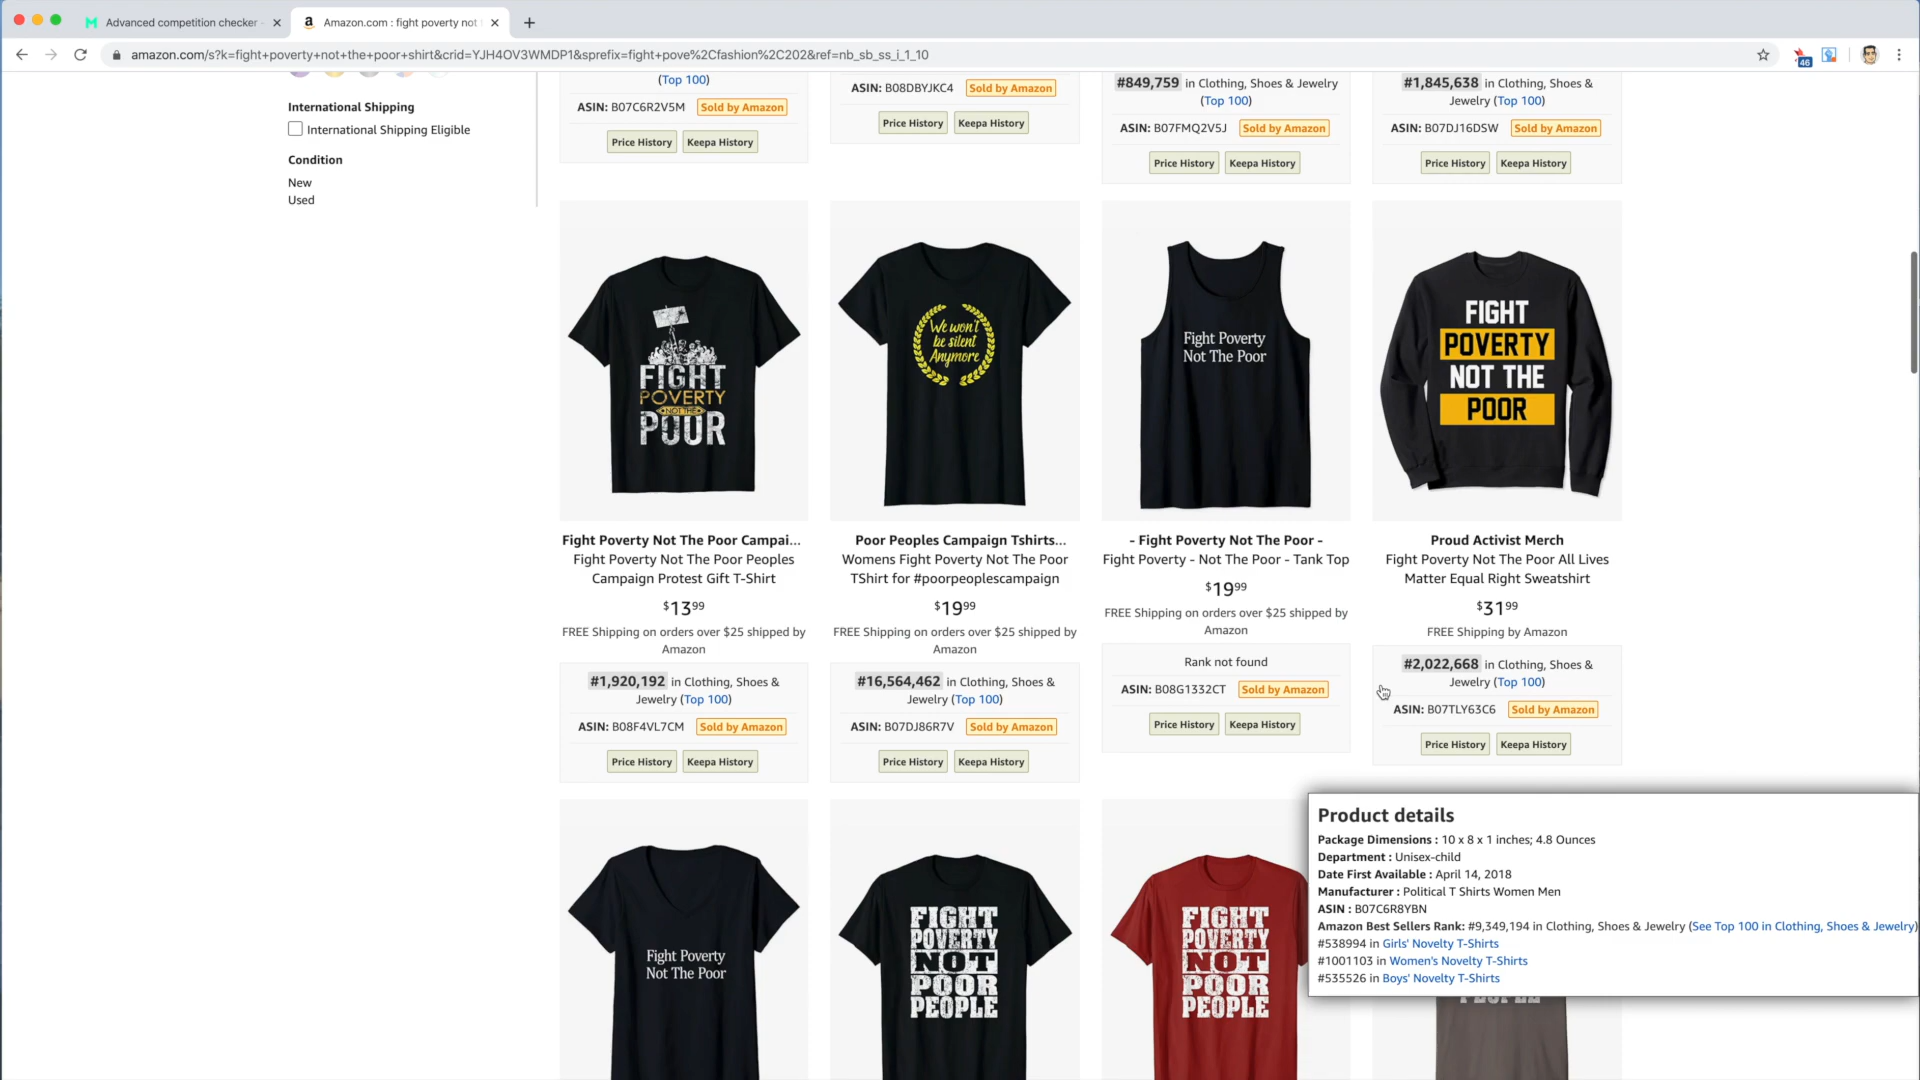 Advanced competition checker
Amazon.com : fight poverty not
amazon.com/s?k=fight+poverty+not+the+poor+shirt&crid=YJH4OV3WMDP1&sprefix=fight+pove%2Cfashion%2C202&ref=nb_sb_ss_i_1_10
46
International Shipping
International Shipping Eligible
Condition
New
Used
(Top 100)
ASIN: B07C6R2V5M Sold by Amazon
Price History Keepa History
ASIN: B08DBYJKC4 Sold by Amazon
Price History Keepa History
#849,759 in Clothing, Shoes & Jewelry
(Top 100)
ASIN: B07FMQ2V5J Sold by Amazon
Price History Keepa History
#1,845,638 in Clothing, Shoes &
Jewelry (Top 100)
ASIN: B07DJ16DSW Sold by Amazon
Price History Keepa History
FIGHT
POVERTY
NOT THE
POOR
We won't
be silent
Anymore
Fight Poverty
Not The Poor
FIGHT
POVERTY
NOT THE
POOR
Fight Poverty Not The Poor Campai...
Fight Poverty Not The Poor Peoples
Campaign Protest Gift T-Shirt
$13.99
FREE Shipping on orders over $25 shipped by
Amazon
#1,920,192 in Clothing, Shoes &
Jewelry (Top 100)
ASIN: B08F4VL7CM Sold by Amazon
Price History Keepa History
Poor Peoples Campaign Tshirts...
Womens Fight Poverty Not The Poor
TShirt for #poorpeoplescampaign
$19.99
FREE Shipping on orders over $25 shipped by
Amazon
#16,564,462 in Clothing, Shoes &
Jewelry (Top 100)
ASIN: B07DJ86R7V Sold by Amazon
Price History Keepa History
- Fight Poverty Not The Poor -
Fight Poverty - Not The Poor - Tank Top
$19.99
FREE Shipping on orders over $25 shipped by
Amazon
Rank not found
ASIN: B08G1332CT Sold by Amazon
Price History Keepa History
Proud Activist Merch
Fight Poverty Not The Poor All Lives
Matter Equal Right Sweatshirt
$31.99
FREE Shipping by Amazon
#2,022,668 in Clothing, Shoes &
Jewelry (Top 100)
ASIN: B07TLY63C6 Sold by Amazon
Price History Keepa History
Fight Poverty
Not The Poor
FIGHT
POVERTY
NOT
POOR
PEOPLE
FIGHT
POVERTY
NOT
POOR
PEOPLE
Product details
Package Dimensions : 10 x 8 x 1 inches; 4.8 Ounces
Department : Unisex-child
Date First Available : April 14, 2018
Manufacturer : Political T Shirts Women Men
ASIN : B07C6R8YBN
Amazon Best Sellers Rank: #9,349,194 in Clothing, Shoes & Jewelry (See Top 100 in Clothing, Shoes & Jewelry)
#538994 in Girls' Novelty T-Shirts
#1001103 in Women's Novelty T-Shirts
#535526 in Boys' Novelty T-Shirts